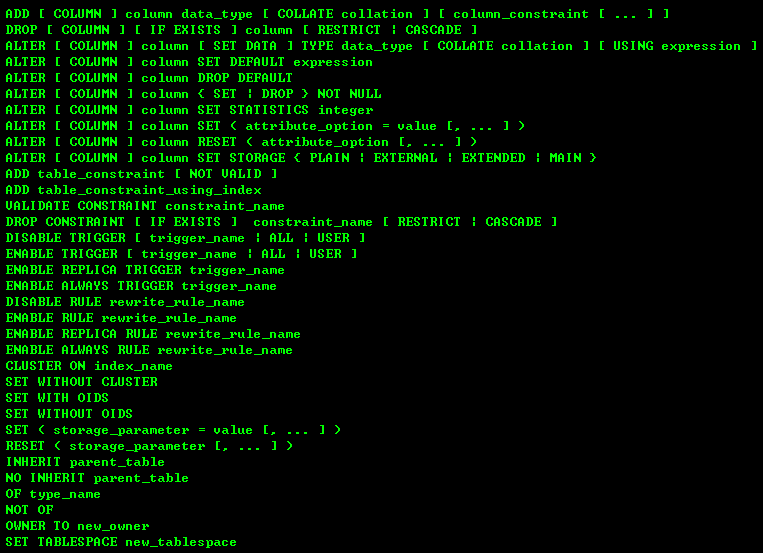 ADD [ COLUMN ] column data_type [ COLLATE collation ] [ column_constraint [ ... ] ]
DROP [ COLUMN ] [ IF EXISTS ] column [ RESTRICT | CASCADE ]
ALTER [ COLUMN ] column [ SET DATA ] TYPE data_type [ COLLATE collation ] [ USING expression ]
ALTER [ COLUMN ] column SET DEFAULT expression
ALTER [ COLUMN ] column DROP DEFAULT
ALTER [ COLUMN ] column { SET | DROP } NOT NULL
ALTER [ COLUMN ] column SET STATISTICS integer
ALTER [ COLUMN ] column SET ( attribute_option = value [, ... ] )
ALTER [ COLUMN ] column RESET ( attribute_option [, ... ] )
ALTER [ COLUMN ] column SET STORAGE { PLAIN | EXTERNAL | EXTENDED | MAIN }
ADD table_constraint [ NOT VALID ]
ADD table_constraint_using_index
VALIDATE CONSTRAINT constraint_name
DROP CONSTRAINT [ IF EXISTS ]  constraint_name [ RESTRICT | CASCADE ]
DISABLE TRIGGER [ trigger_name | ALL | USER ]
ENABLE TRIGGER [ trigger_name | ALL | USER ]
ENABLE REPLICA TRIGGER trigger_name
ENABLE ALWAYS TRIGGER trigger_name
DISABLE RULE rewrite_rule_name
ENABLE RULE rewrite_rule_name
ENABLE REPLICA RULE rewrite_rule_name
ENABLE ALWAYS RULE rewrite_rule_name
CLUSTER ON index_name
SET WITHOUT CLUSTER
SET WITH OIDS
SET WITHOUT OIDS
SET ( storage_parameter = value [, ... ] )
RESET ( storage_parameter [, ... ] )
INHERIT parent_table
NO INHERIT parent_table
OF type_name
NOT OF
OWNER TO new_owner
SET TABLESPACE new_tablespace